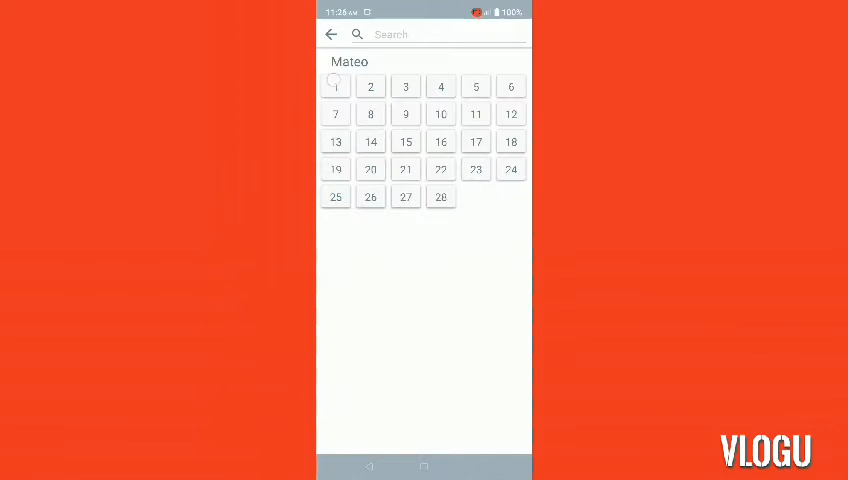 11:26 AM 100%
Search
Mateo
1 2 3 4 5 6
7 8 9 10 11 12
13 14 15 16 17 18
19 20 21 22 23 24
25 26 27 28
VLOGU